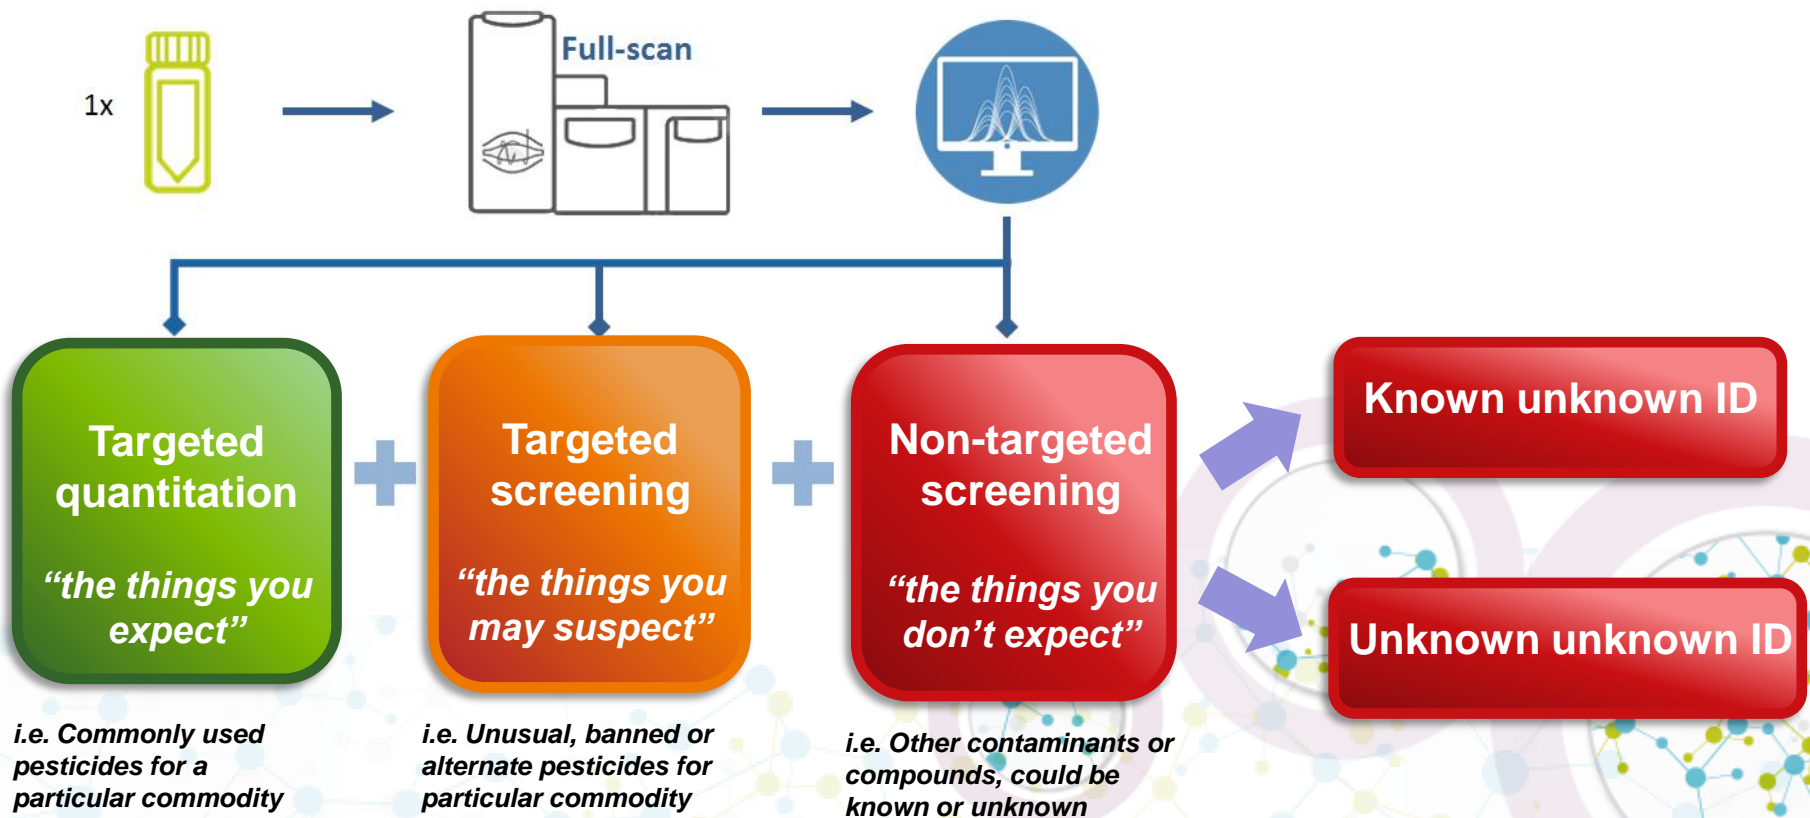 1x
Full-scan
Targeted
quantitation
“the things you
expect”
Targeted
screening
“the things you
may suspect”
Non-targeted
screening
“the things you
don’t expect”
Known unknown ID
Unknown unknown ID
i.e. Commonly used
pesticides for a
particular commodity
i.e. Unusual, banned or
alternate pesticides for
particular commodity
i.e. Other contaminants or
compounds, could be
known or unknown